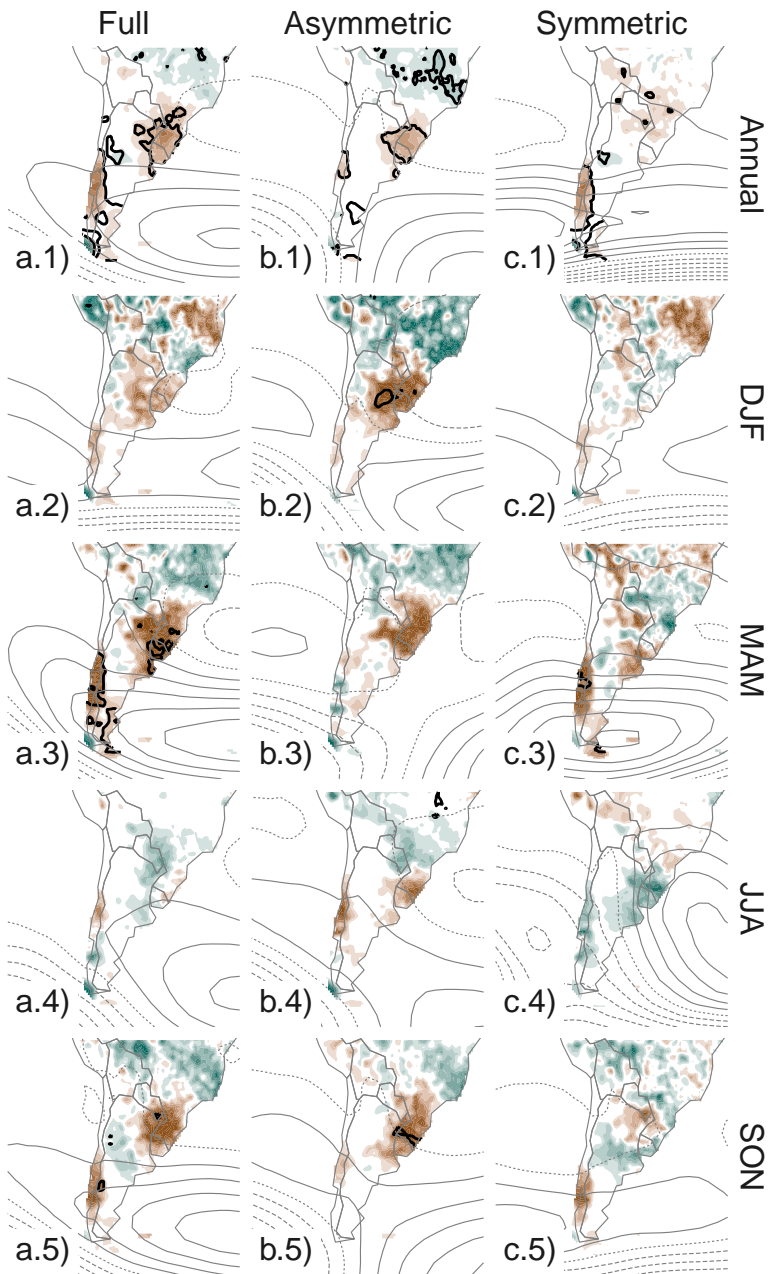 Full Asymmetric Symmetric
Annual
a.1) b.1) c.1)
DJF
a.2) b.2) c.2)
MAM
a.3) b.3) c.3)
JJA
a.4) b.4) c.4)
SON
a.5) b.5) c.5)